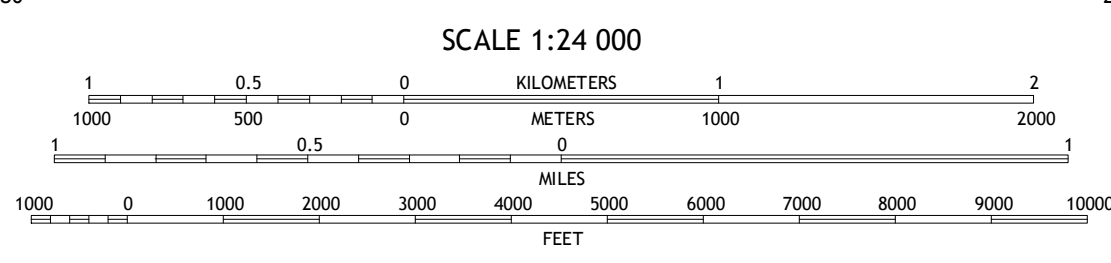 SCALE 1:24 000
1 0.5 0 KILOMETERS 1 2
1000 500 0 METERS 1000 2000
1 0.5 0 1
MILES
1000 0 1000 2000 3000 4000 5000 6000 7000 8000 9000 10000
FEET